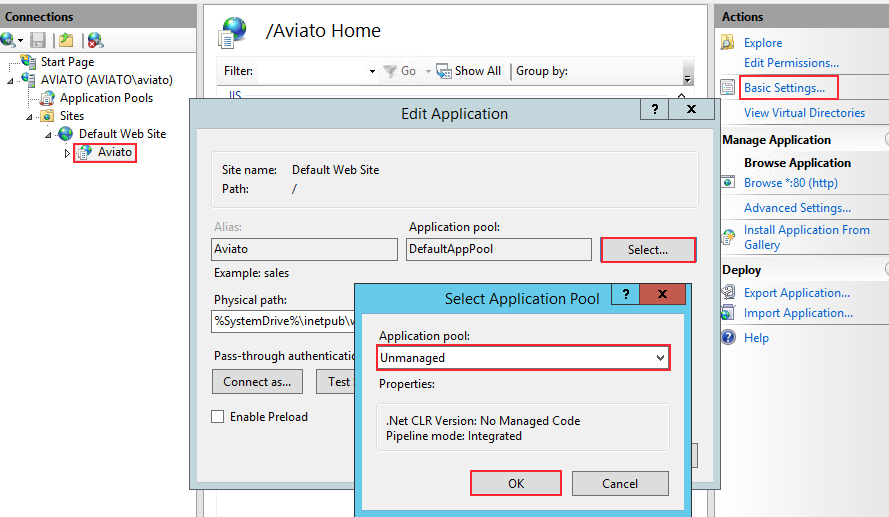 Connections
Start Page
AVIATO (AVIATO\aviato)
Application Pools
Sites
Default Web Site
Aviato
/Aviato Home
Filter:
Go
Show All
Group by:
IIS
Edit Application
?
x
Site name: Default Web Site
Path: /
Alias:
Application pool:
Aviato
DefaultAppPool
Select...
Example: sales
Physical path:
%SystemDrive%\inetpub\
Pass-through authentication
Connect as...
Test
Enable Preload
Select Application Pool
?
x
Application pool:
Unmanaged
Properties:
.Net CLR Version: No Managed Code
Pipeline mode: Integrated
OK
Cancel
Actions
Explore
Edit Permissions...
Basic Settings...
View Virtual Directories
Manage Application
Browse Application
Browse *:80 (http)
Advanced Settings...
Install Application From
Gallery
Deploy
Export Application...
Import Application...
Help